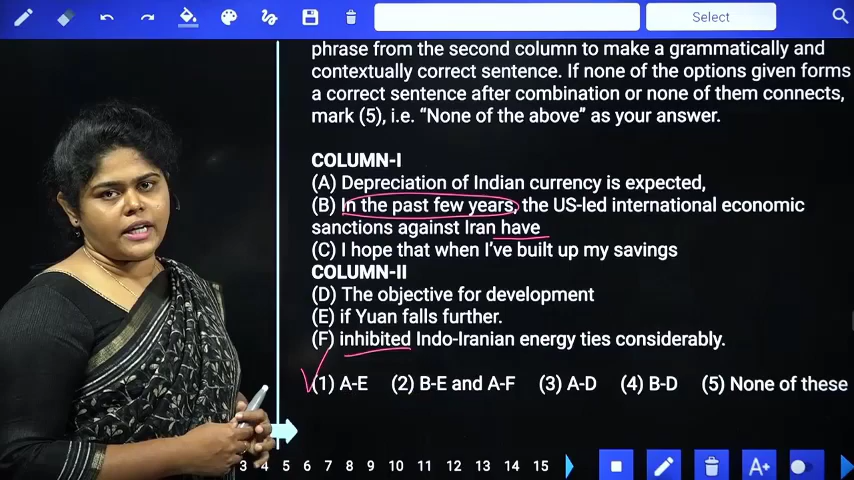 Select
phrase from the second column to make a grammatically and
contextually correct sentence. If none of the options given forms
a correct sentence after combination or none of them connects,
mark (5), i.e. “None of the above” as your answer.
COLUMN-I
(A) Depreciation of Indian currency is expected,
(B) In the past few years, the US-led international economic
sanctions against Iran have
(C) I hope that when I’ve built up my savings
COLUMN-II
(D) The objective for development
(E) if Yuan falls further.
(F) inhibited Indo-Iranian energy ties considerably.
(1) A-E (2) B-E and A-F (3) A-D (4) B-D (5) None of these
3 4 5 6 7 8 9 10 11 12 13 14 15
A+